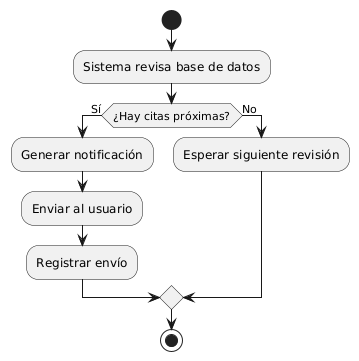 Sistema revisa base de datos
¿Hay citas próximas?
Sí
No
Generar notificación
Esperar siguiente revisión
Enviar al usuario
Registrar envío